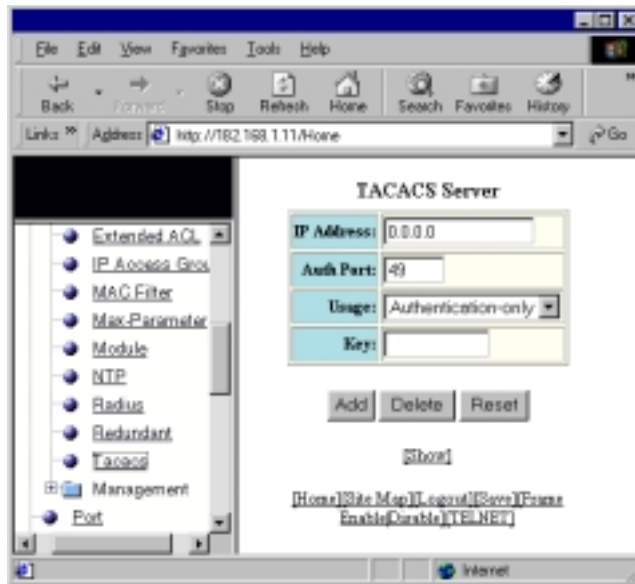 File Edit View Favorites Tools Help
Back Forward Stop Refresh Home Search Favorites History
Links » Address http://182.168.1.11/Home Go
TACACS Server
IP Address: 0.0.0.0
Auth Port: 49
Usage: Authentication-only
Key:
Add Delete Reset
[Show]
[Home][Site Map][Logout][Save][Frame
Enable|Disable][TELNET]
Extended ACL
IP Access Grou
MAC Filter
Max-Parameter
Module
NTP
Radius
Redundant
Tacacs
Management
Port
Internet